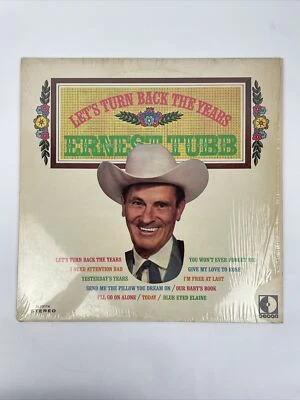 LET'S TURN BACK THE YEARS
ERNEST TUBB
LET'S TURN BACK THE YEARS
I NEED ATTENTION BAD
YESTERDAY'S TEARS
YOU WON'T EVER FORGET ME
GIVE MY LOVE TO ROSE
I'M FREE AT LAST
SEND ME THE PILLOW YOU DREAM ON / OUR BABY'S BOOK
I'LL GO ON ALONE / TODAY / BLUE EYED ELAINE
STEREO
DECCA